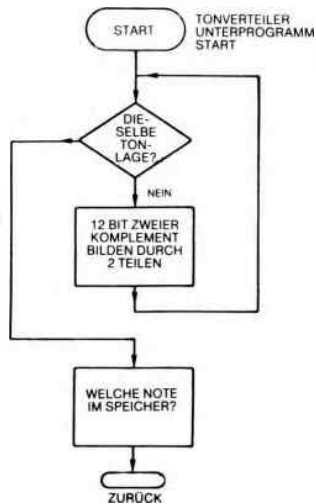 START
TONVERTEILER
UNTERPROGRAMM
START
DIE-
SELBE
TON-
LAGE?
NEIN
12 BIT ZWEIER
KOMPLEMENT
BILDEN DURCH
2 TEILEN
WELCHE NOTE
IM SPEICHER?
ZURÜCK